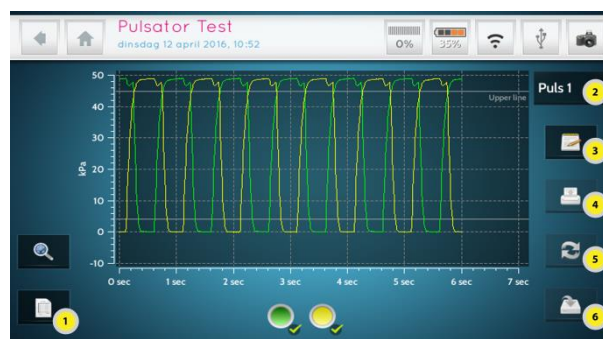 Pulsator Test
dinsdag 12 april 2016, 10:52
0%
35%
Puls 1
2
50
Upper line
40
3
30
kPa
20
4
10
0
5
-10
0 sec 1 sec 2 sec 3 sec 4 sec 5 sec 6 sec 7 sec
1
6